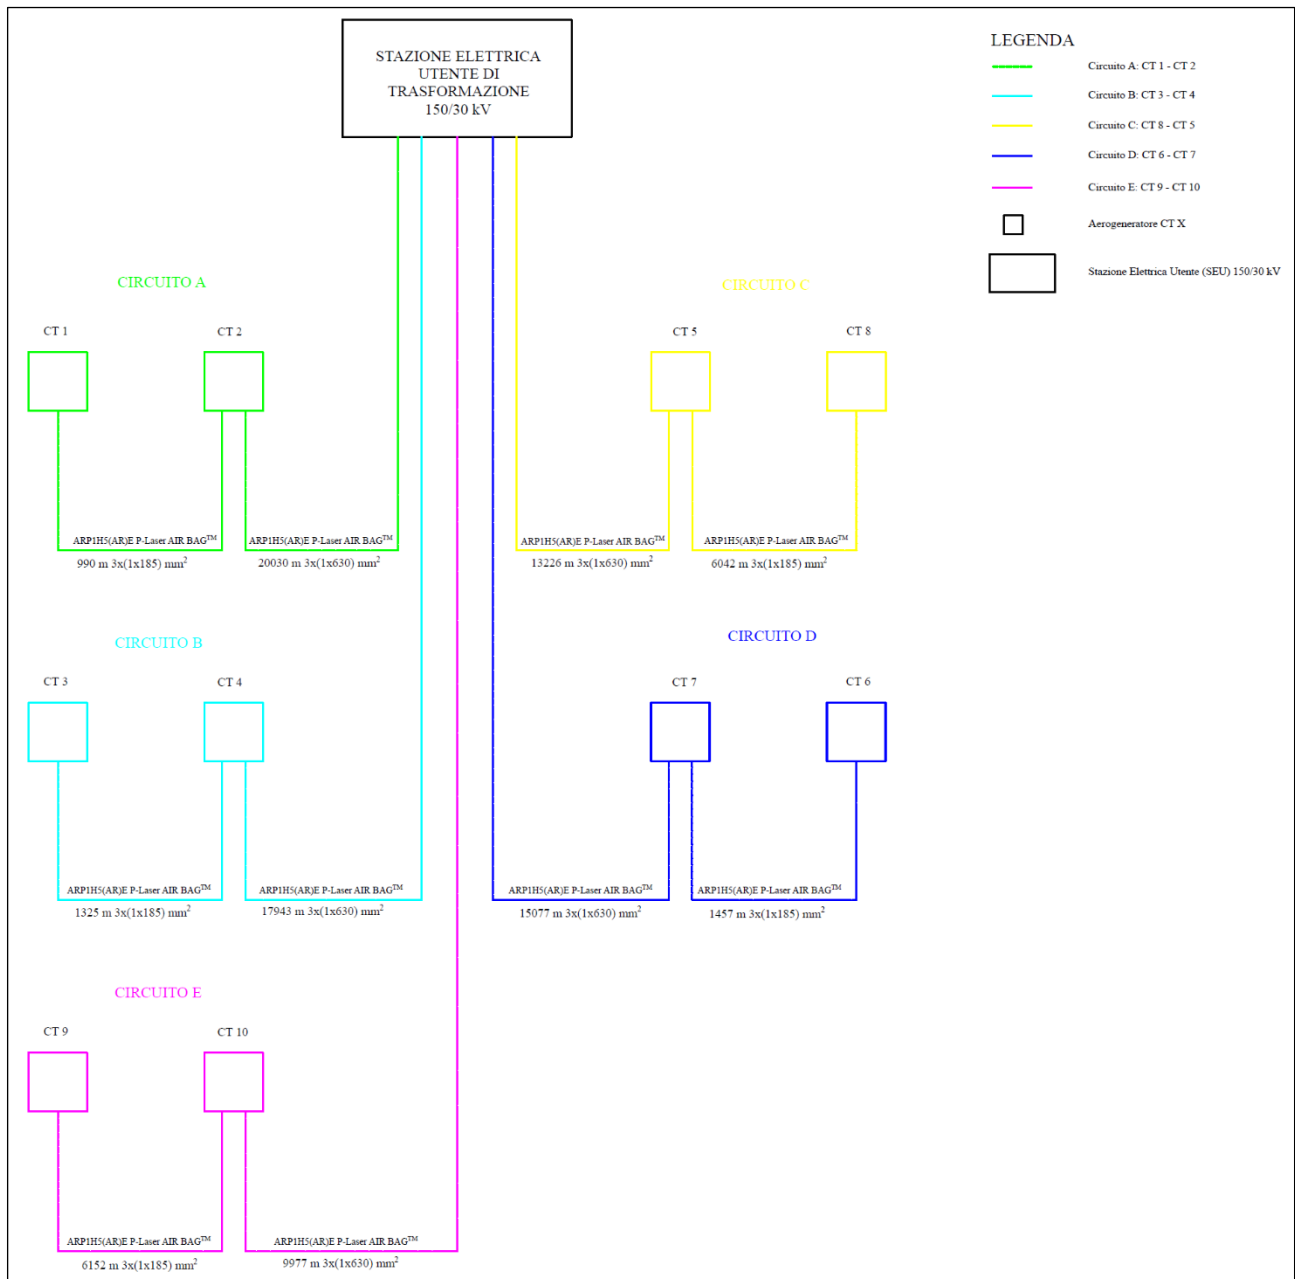 STAZIONE ELETTRICA
UTENTE DI
TRASFORMAZIONE
150/30 kV
LEGENDA
Circuito A: CT 1 - CT 2
Circuito B: CT 3 - CT 4
Circuito C: CT 8 - CT 5
Circuito D: CT 6 - CT 7
Circuito E: CT 9 - CT 10
Aerogeneratore CT X
Stazione Elettrica Utente (SEU) 150/30 kV
CIRCUITO A
CT 1
CT 2
ARP1H5(AR)E P-Laser AIR BAG™
990 m 3x(1x185) mm²
ARP1H5(AR)E P-Laser AIR BAG™
20030 m 3x(1x630) mm²
CIRCUITO C
CT 5
CT 8
ARP1H5(AR)E P-Laser AIR BAG™
13226 m 3x(1x630) mm²
ARP1H5(AR)E P-Laser AIR BAG™
6042 m 3x(1x185) mm²
CIRCUITO B
CT 3
CT 4
ARP1H5(AR)E P-Laser AIR BAG™
1325 m 3x(1x185) mm²
ARP1H5(AR)E P-Laser AIR BAG™
17943 m 3x(1x630) mm²
CIRCUITO D
CT 7
CT 6
ARP1H5(AR)E P-Laser AIR BAG™
15077 m 3x(1x630) mm²
ARP1H5(AR)E P-Laser AIR BAG™
1457 m 3x(1x185) mm²
CIRCUITO E
CT 9
CT 10
ARP1H5(AR)E P-Laser AIR BAG™
6152 m 3x(1x185) mm²
ARP1H5(AR)E P-Laser AIR BAG™
9977 m 3x(1x630) mm²